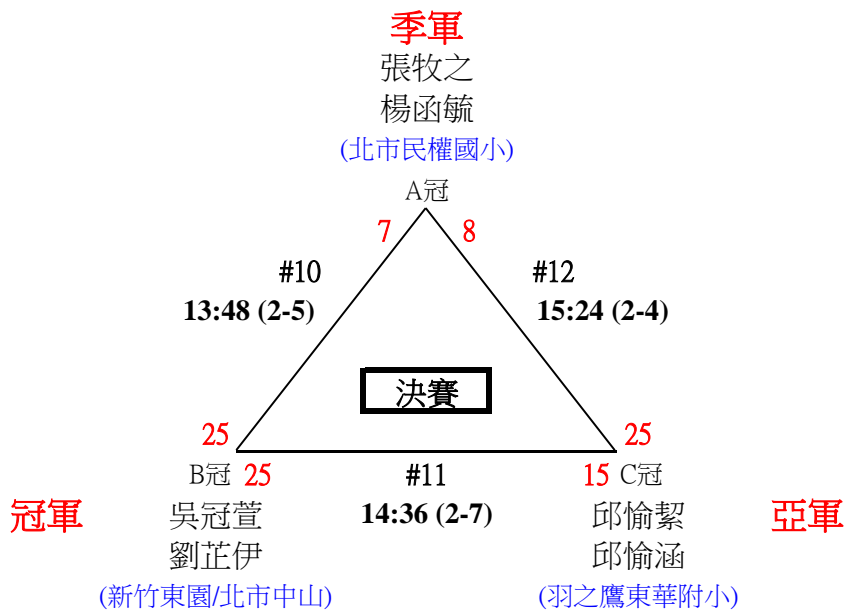 季軍
張牧之
楊函毓
(北市民權國小)
A冠
7 8
#10 #12
13:48 (2-5) 15:24 (2-4)
決賽
25 25
B冠 25 #11 15 C冠
冠軍 吳冠萱 14:36 (2-7) 邱愉絜 亞軍
劉芷伊 邱愉涵
(新竹東園/北市中山) (羽之鷹東華附小)